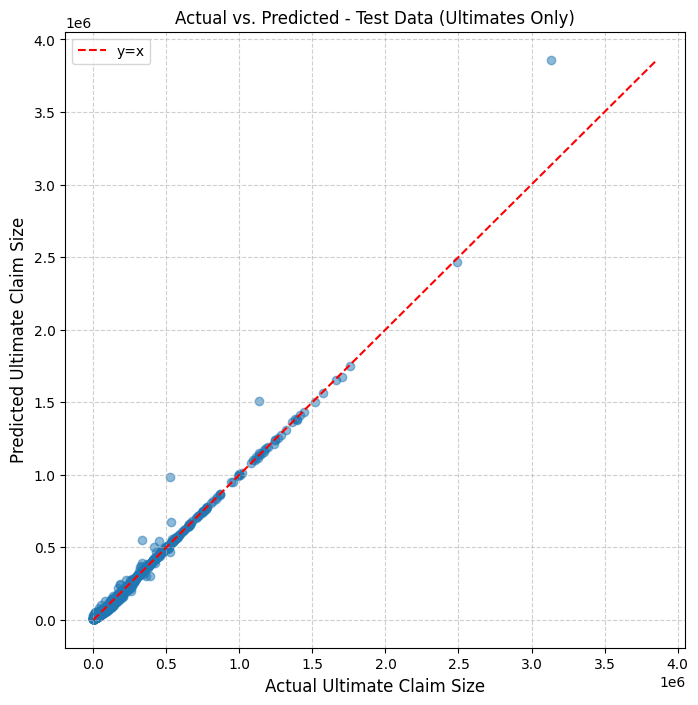 Actual vs. Predicted - Test Data (Ultimates Only)
1e6
y=x
4.0
3.5
3.0
2.5
2.0
1.5
1.0
0.5
0.0
Predicted Ultimate Claim Size
0.0 0.5 1.0 1.5 2.0 2.5 3.0 3.5 4.0
1e6
Actual Ultimate Claim Size